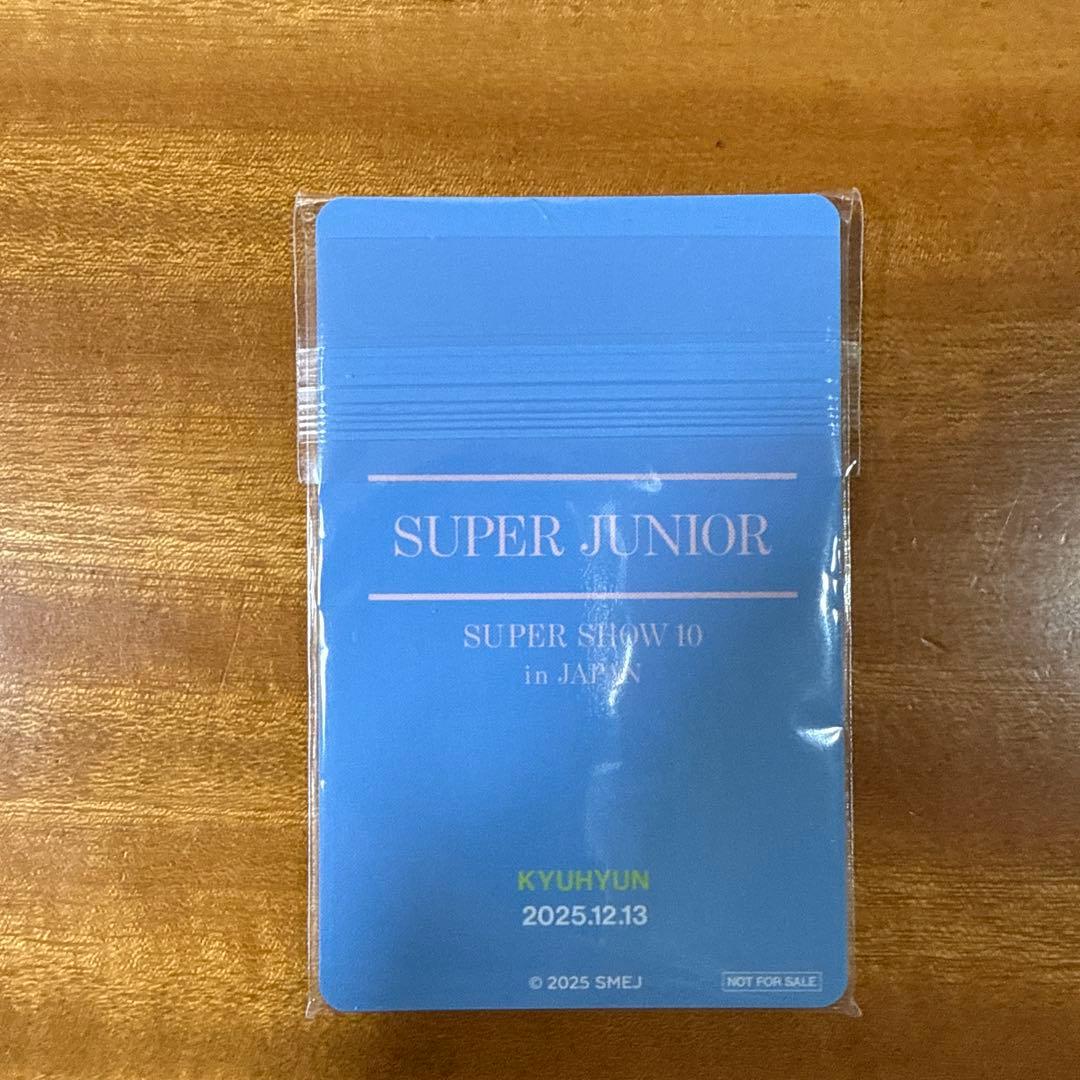 SUPER JUNIOR
SUPER SHOW 10
in JAPAN
KYUHYUN
2025.12.13
© 2025 SMEJ
NOT FOR SALE